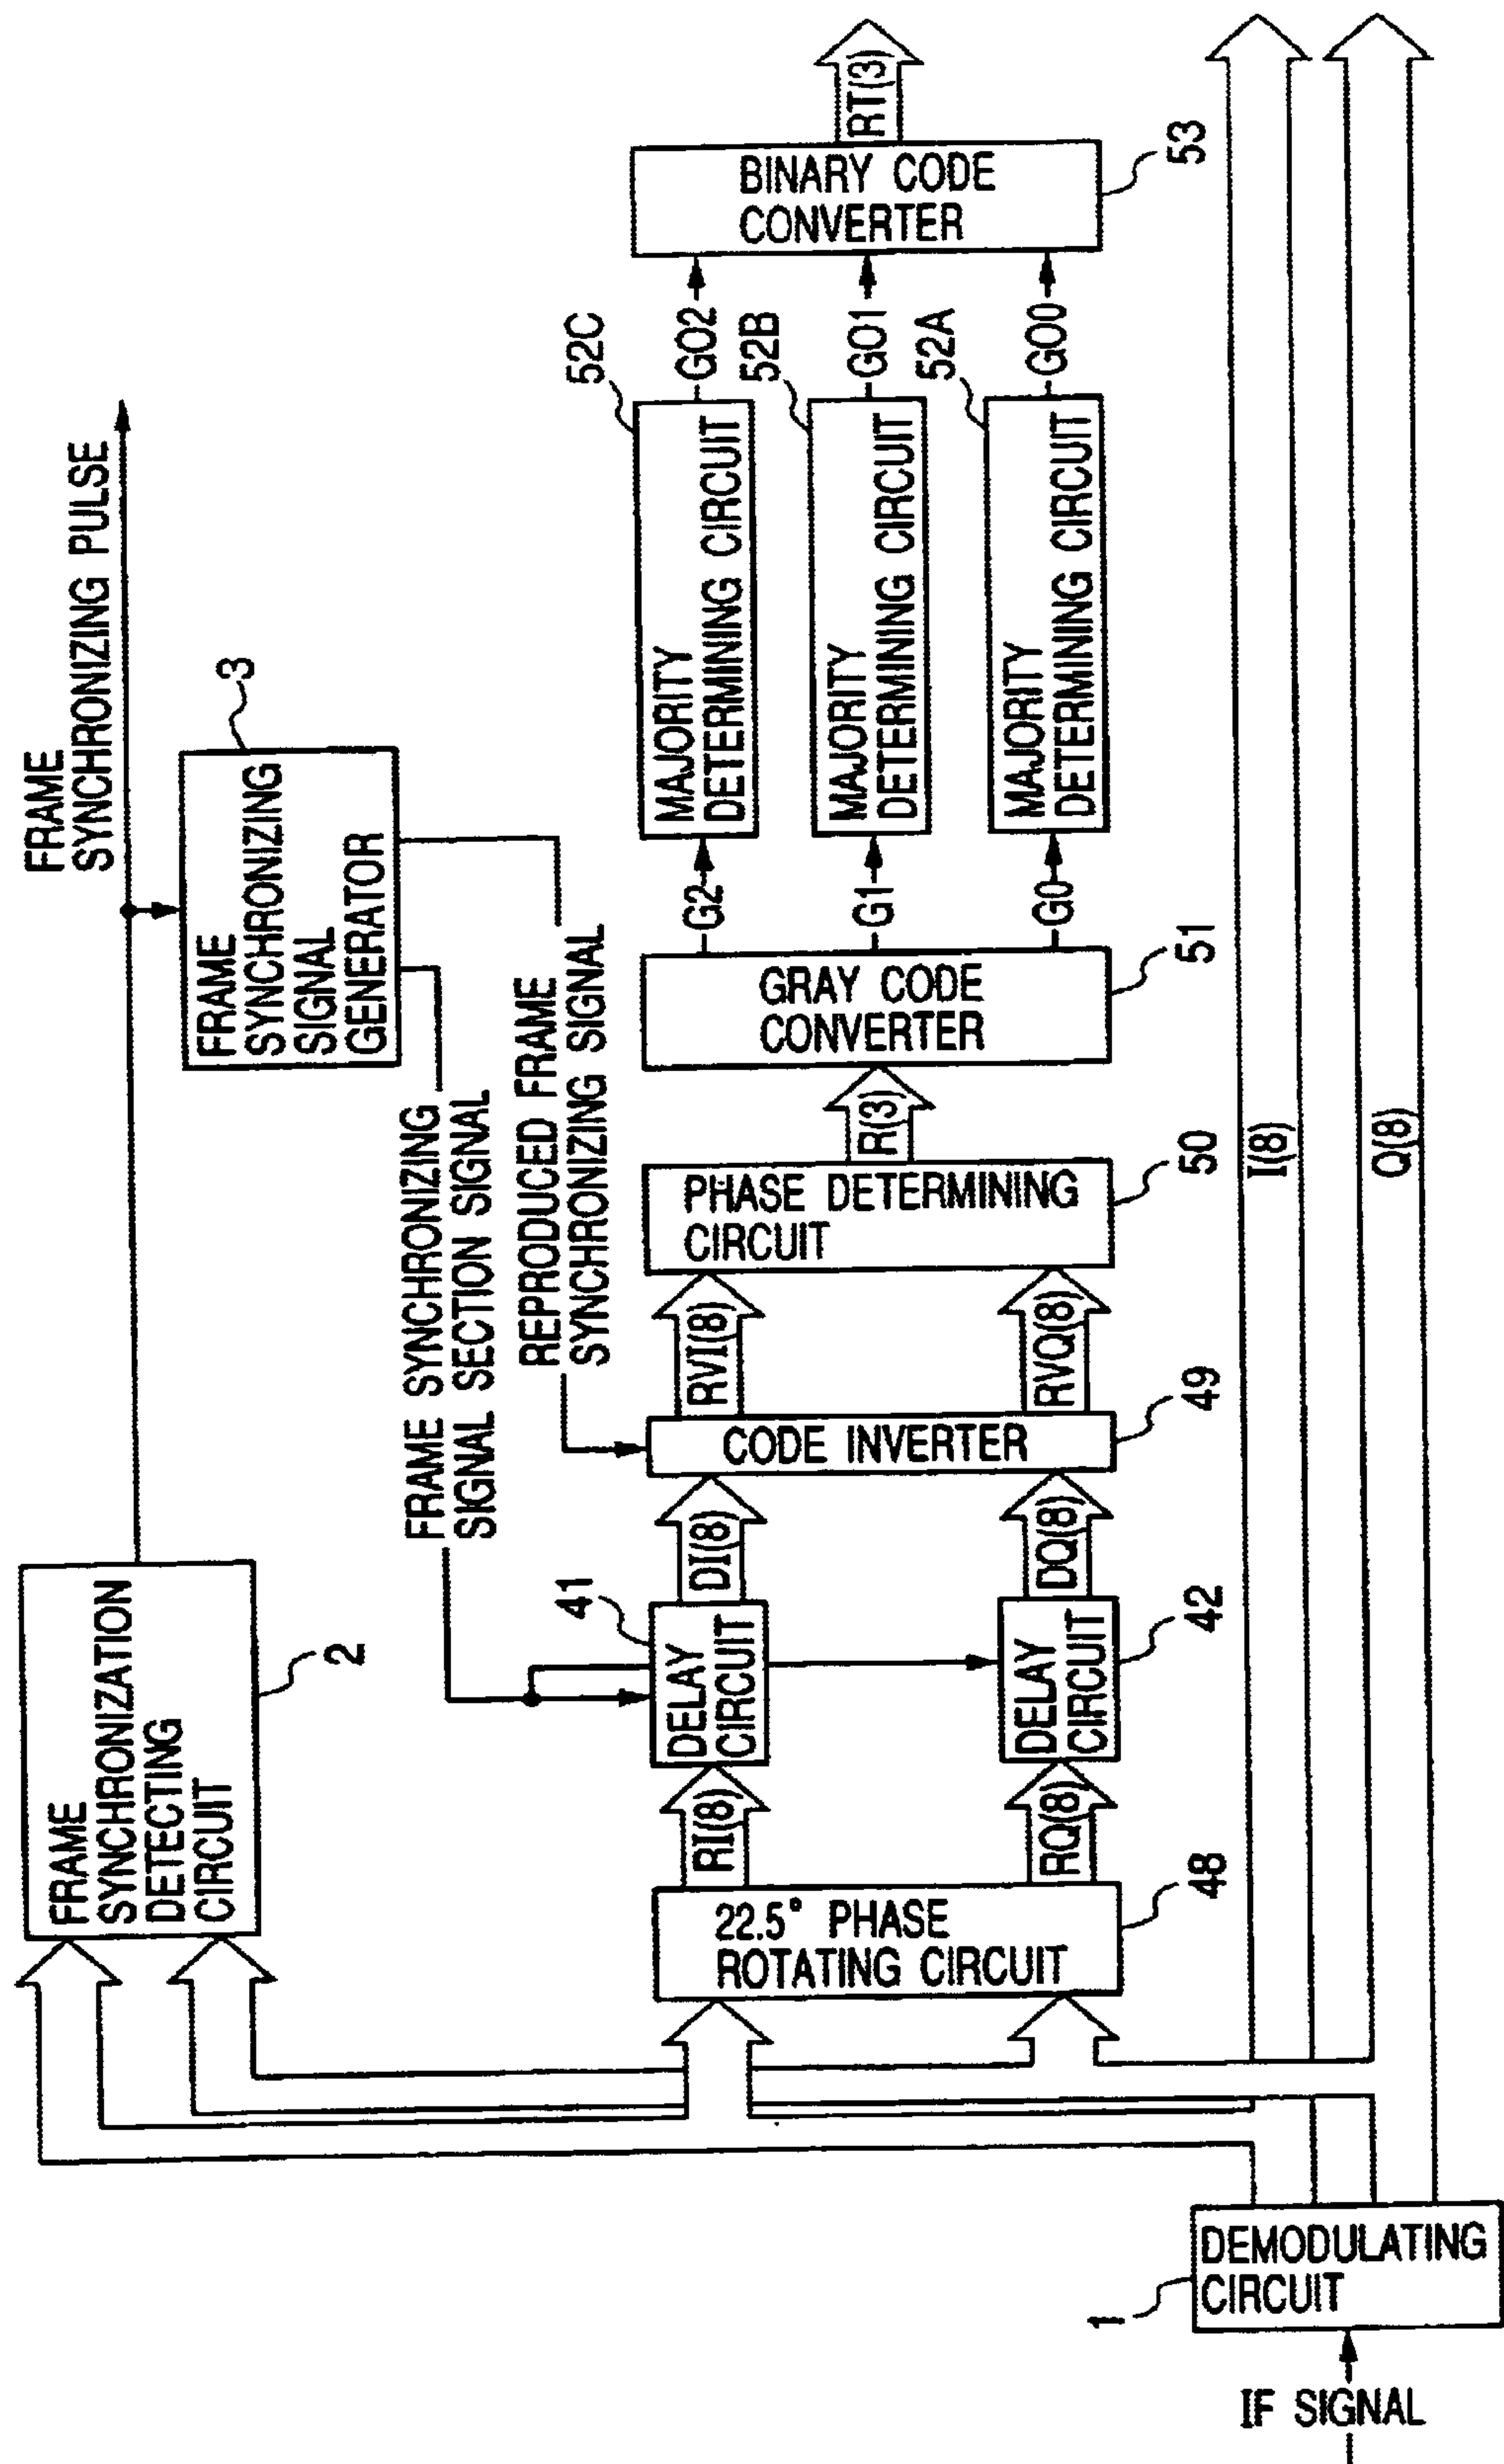 FRAME
SYNCHRONIZING PULSE
FRAME
SYNCHRONIZATION
DETECTING
CIRCUIT
2
FRAME
SYNCHRONIZING
SIGNAL
GENERATOR
3
FRAME SYNCHRONIZING
SIGNAL SECTION SIGNAL
REPRODUCED FRAME
SYNCHRONIZING SIGNAL
22.5° PHASE
ROTATING CIRCUIT
48
RI(8)
RQ(8)
DELAY
CIRCUIT
41
DELAY
CIRCUIT
42
DI(8)
DQ(8)
CODE INVERTER
49
RVI(8)
RVQ(8)
PHASE DETERMINING
CIRCUIT
50
R(3)
GRAY CODE
CONVERTER
51
G2
G1
G0
MAJORITY
DETERMINING CIRCUIT
52C
MAJORITY
DETERMINING CIRCUIT
52B
MAJORITY
DETERMINING CIRCUIT
52A
GO2
GO1
GO0
BINARY CODE
CONVERTER
53
RT(3)
I(8)
Q(8)
DEMODULATING
CIRCUIT
1
IF SIGNAL